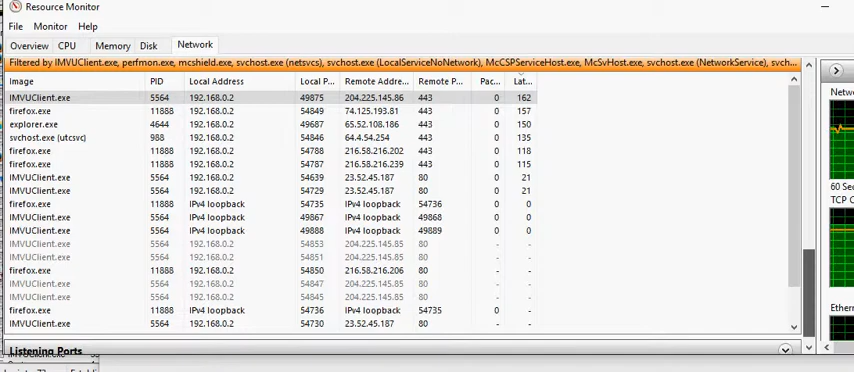 Resource Monitor
File Monitor Help
Overview CPU Memory Disk Network
Filtered by IMVUClient.exe, perfmon.exe, mcshield.exe, svchost.exe (netsvcs), svchost.exe (LocalServiceNoNetwork), McCSPServiceHost.exe, McSvHost.exe, svchost.exe (NetworkService), svch...
Image PID Local Address Local P... Remote Addre... Remote P... Pac... Lat...
IMVUClient.exe 5564 192.168.0.2 49875 204.225.145.86 443 0 162
firefox.exe 11888 192.168.0.2 54849 74.125.193.81 443 0 157
explorer.exe 4644 192.168.0.2 49687 65.52.108.186 443 0 150
svchost.exe (utcsvc) 988 192.168.0.2 54846 64.4.54.254 443 0 135
firefox.exe 11888 192.168.0.2 54788 216.58.216.202 443 0 118
firefox.exe 11888 192.168.0.2 54787 216.58.216.239 443 0 115
IMVUClient.exe 5564 192.168.0.2 54639 23.52.45.187 80 0 21
IMVUClient.exe 5564 192.168.0.2 54729 23.52.45.187 80 0 21
firefox.exe 11888 IPv4 loopback 54735 IPv4 loopback 54736 0 0
IMVUClient.exe 5564 IPv4 loopback 49867 IPv4 loopback 49868 0 0
IMVUClient.exe 5564 IPv4 loopback 49888 IPv4 loopback 49889 0 0
IMVUClient.exe 5564 192.168.0.2 54853 204.225.145.85 80 - -
IMVUClient.exe 5564 192.168.0.2 54851 204.225.145.85 80 - -
firefox.exe 11888 192.168.0.2 54850 216.58.216.206 80 - -
IMVUClient.exe 5564 192.168.0.2 54847 204.225.145.85 80 - -
IMVUClient.exe 5564 192.168.0.2 54845 204.225.145.85 80 - -
firefox.exe 11888 IPv4 loopback 54736 IPv4 loopback 54735 0 -
IMVUClient.exe 5564 192.168.0.2 54730 23.52.45.187 80 - -
Listening Ports
Netwo
60 Sec
TCP C
Ethern